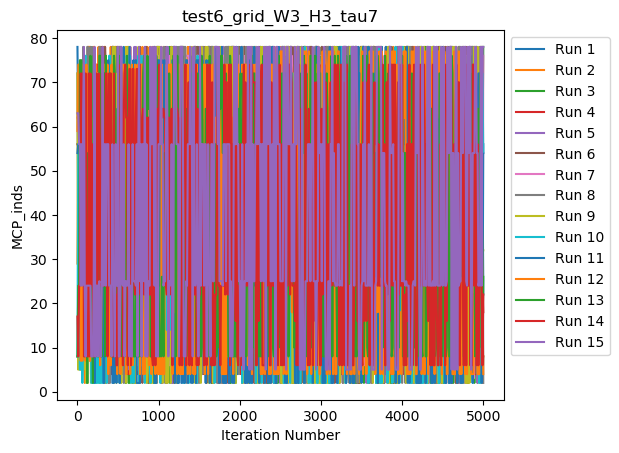 test6_grid_W3_H3_tau7
80
70
60
50
40
30
20
10
0
MCP_inds
0 1000 2000 3000 4000 5000
Iteration Number
Run 1
Run 2
Run 3
Run 4
Run 5
Run 6
Run 7
Run 8
Run 9
Run 10
Run 11
Run 12
Run 13
Run 14
Run 15